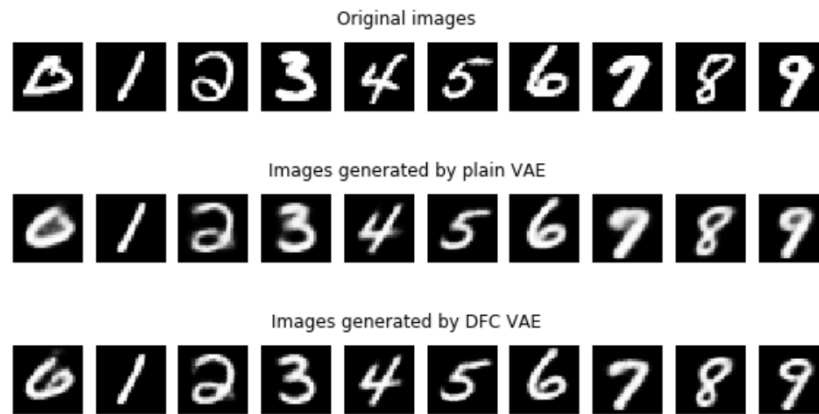 Original images
0 1 2 3 4 5 6 7 8 9
Images generated by plain VAE
0 1 2 3 4 5 6 7 8 9
Images generated by DFC VAE
6 1 2 3 4 5 6 7 8 9